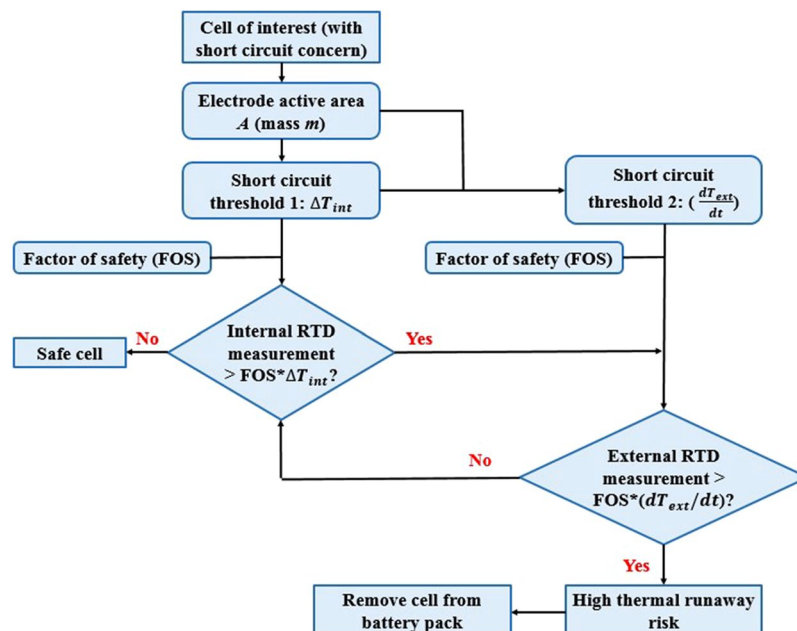 Cell of interest (with
short circuit concern)
Electrode active area
A (mass m)
Short circuit
threshold 1: ΔT_int
Short circuit
threshold 2: (dT_ext/dt)
Factor of safety (FOS)
Factor of safety (FOS)
Internal RTD
measurement
> FOS*ΔT_int?
No
Safe cell
Yes
External RTD
measurement >
FOS*(dT_ext/dt)?
No
Yes
High thermal runaway
risk
Remove cell from
battery pack